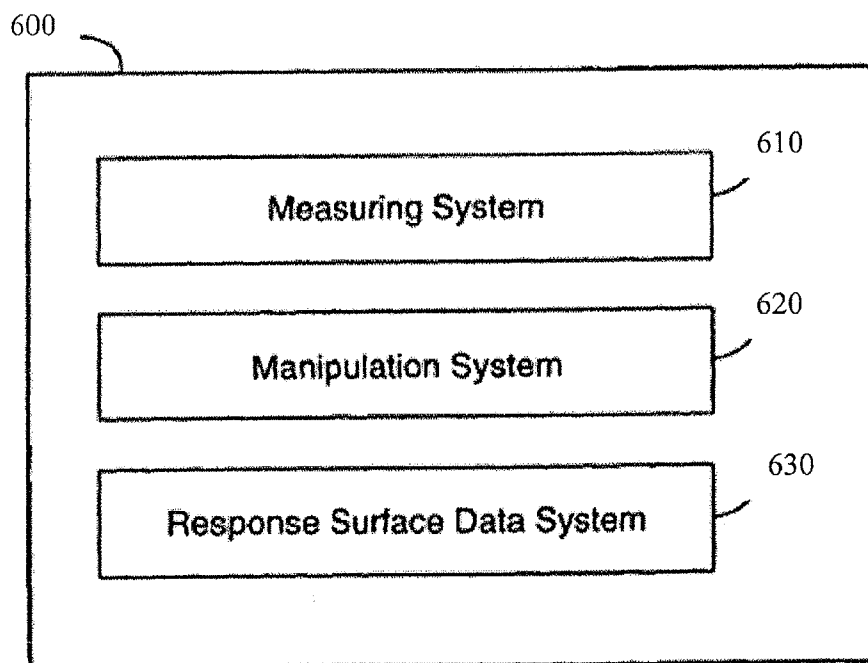 600
610
Measuring System
620
Manipulation System
630
Response Surface Data System